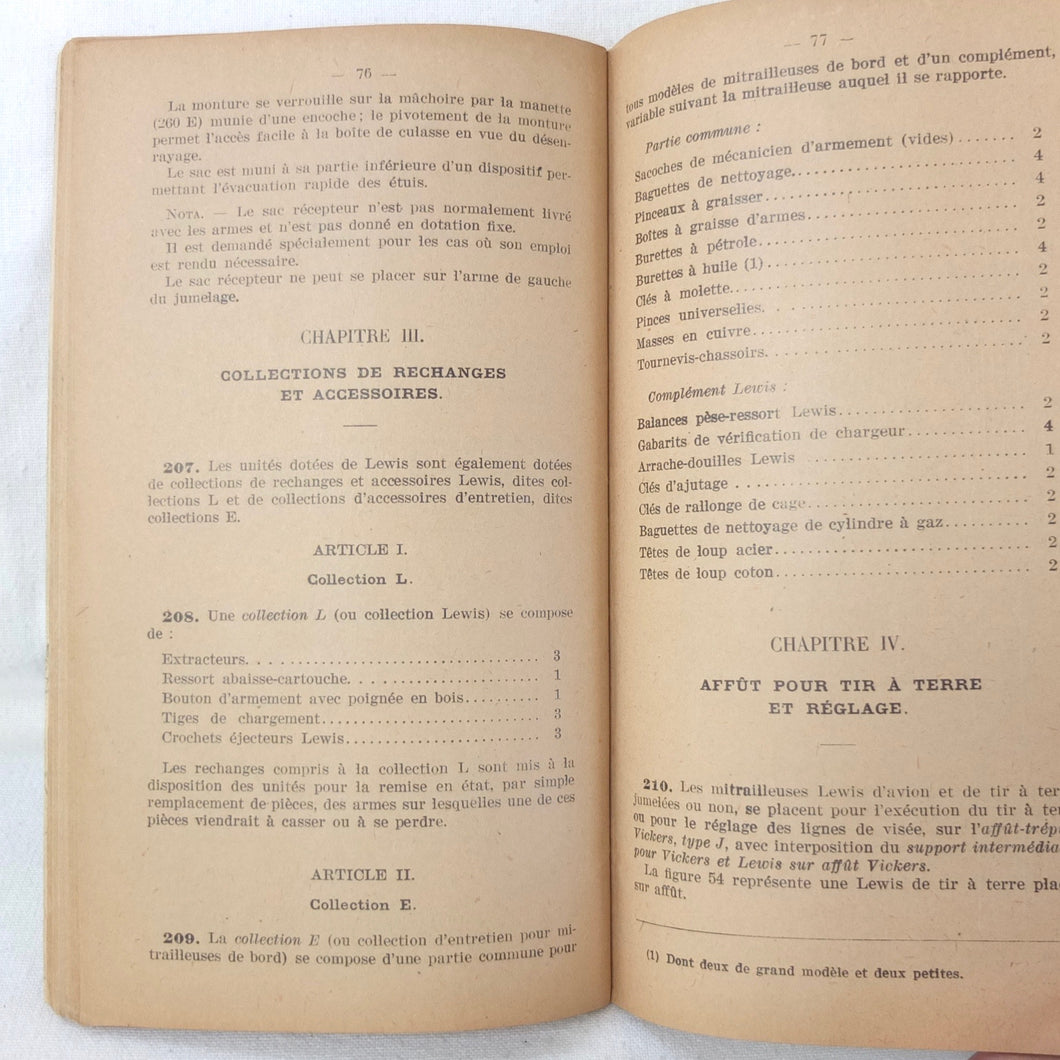 — 76 —
La monture se verrouille sur la mâchoire par la manette
(260 E) munie d'une encoche; le pivotement de la monture
permet l'accès facile à la boîte de culasse en vue du désen-
rayage.
Le sac est muni à sa partie inférieure d'un dispositif per-
mettant l'évacuation rapide des étuis.
NOTA. — Le sac récepteur n'est pas normalement livré
avec les armes et n'est pas donné en dotation fixe.
Il est demandé spécialement pour les cas où son emploi
est rendu nécessaire.
Le sac récepteur ne peut se placer sur l'arme de gauche
du jumelage.
CHAPITRE III.
COLLECTIONS DE RECHANGES
ET ACCESSOIRES.
207. Les unités dotées de Lewis sont également dotées
de collections de rechanges et accessoires Lewis, dites col-
lections L et de collections d'accessoires d'entretien, dites
collections E.
ARTICLE I.
Collection L.
208. Une collection L (ou collection Lewis) se compose
de :
Extracteurs. . . . . . . . . . . . . . . . . . . . 3
Ressort abaisse-cartouche. . . . . . . . . . . . . 1
Bouton d'armement avec poignée en bois.......... 1
Tiges de chargement.............................. 3
Crochets éjecteurs Lewis......................... 3
Les rechanges compris à la collection L sont mis à la
disposition des unités pour la remise en état, par simple
remplacement de pièces, des armes sur lesquelles une de ces
pièces viendrait à casser ou à se perdre.
ARTICLE II.
Collection E.
209. La collection E (ou collection d'entretien pour mi-
trailleuses de bord) se compose d'une partie commune pour
— 77 —
tous modèles de mitrailleuses de bord et d'un complément,
variable suivant la mitrailleuse auquel il se rapporte.
Partie commune :
Sacoches de mécanicien d'armement (vides)....... 2
Baguettes de nettoyage........................... 4
Pinceaux à graisser.............................. 4
Boîtes à graisse d'armes......................... 2
Burettes à pétrole............................... 2
Burettes à huile (1)............................. 4
Clés à molette................................... 2
Pinces universelles. . . . . . . . . . . . . . . 2
Masses en cuivre................................. 2
Tournevis-chassoirs.............................. 2
Complément Lewis :
Balances pèse-ressort Lewis...................... 2
Gabarits de vérification de chargeur............. 4
Arrache-douilles Lewis .......................... 1
Clés d'ajutage .................................. 2
Clés de rallonge de cage......................... 2
Baguettes de nettoyage de cylindre à gaz.......... 2
Têtes de loup acier.............................. 2
Têtes de loup coton.............................. 2
CHAPITRE IV.
AFFÛT POUR TIR À TERRE
ET RÉGLAGE.
210. Les mitrailleuses Lewis d'avion et de tir à ter
jumelées ou non, se placent pour l'exécution du tir à te
ou pour le réglage des lignes de visée, sur l'affût-trép
Vickers, type J, avec interposition du support intermédia
pour Vickers et Lewis sur affût Vickers.
La figure 54 représente une Lewis de tir à terre plac
sur affût.
(1) Dont deux de grand modèle et deux petites.